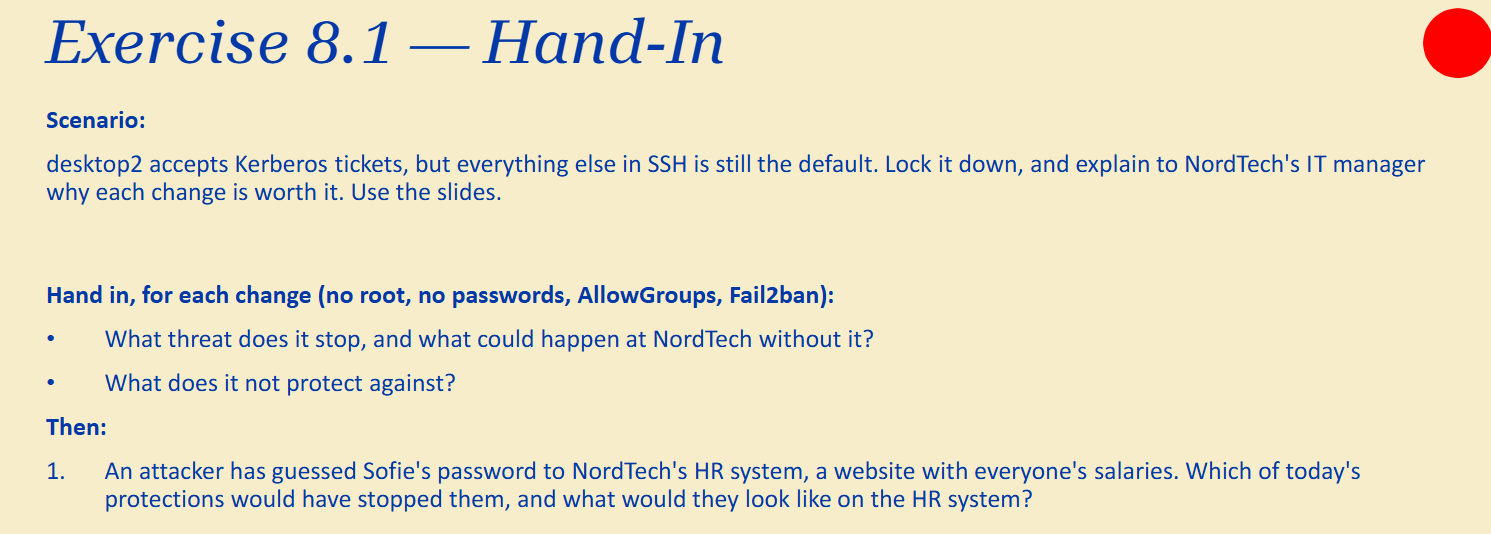 Exercise 8.1 — Hand-In
Scenario:
desktop2 accepts Kerberos tickets, but everything else in SSH is still the default. Lock it down, and explain to NordTech's IT manager
why each change is worth it. Use the slides.
Hand in, for each change (no root, no passwords, AllowGroups, Fail2ban):
• What threat does it stop, and what could happen at NordTech without it?
• What does it not protect against?
Then:
1. An attacker has guessed Sofie's password to NordTech's HR system, a website with everyone's salaries. Which of today's
protections would have stopped them, and what would they look like on the HR system?